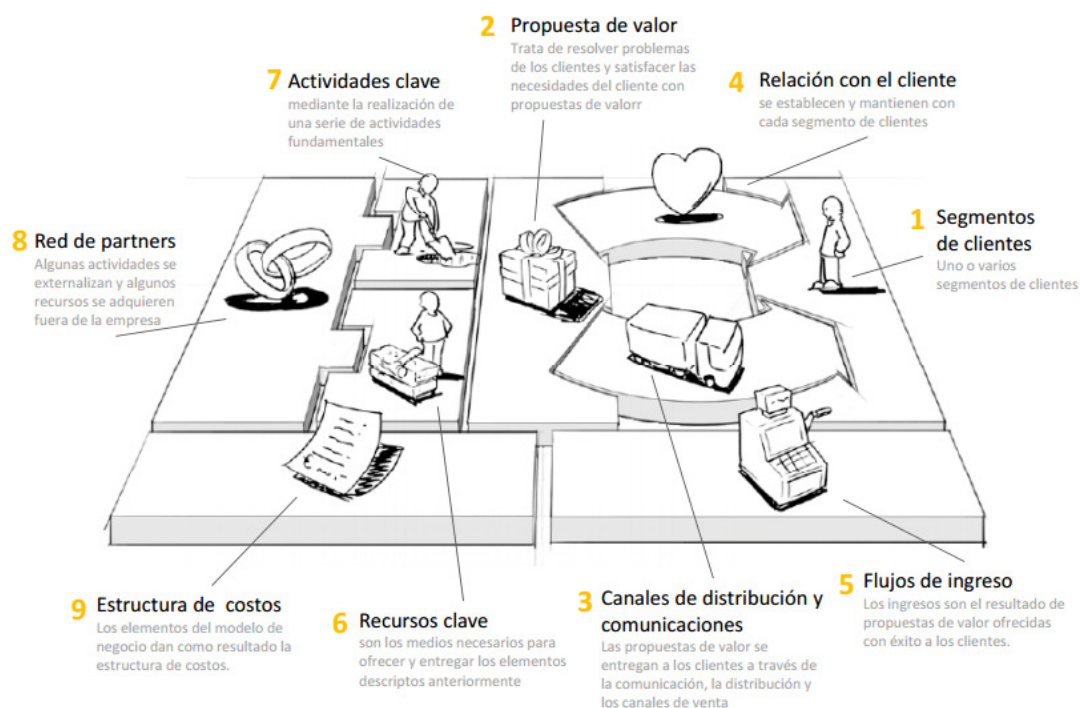 2 Propuesta de valor
Trata de resolver problemas
de los clientes y satisfacer las
necesidades del cliente con
propuestas de valorr
7 Actividades clave
mediante la realización de
una serie de actividades
fundamentales
4 Relación con el cliente
se establecen y mantienen con
cada segmento de clientes
8 Red de partners
Algunas actividades se
externalizan y algunos
recursos se adquieren
fuera de la empresa
1 Segmentos
de clientes
Uno o varios
segmentos de clientes
9 Estructura de costos
Los elementos del modelo de
negocio dan como resultado la
estructura de costos.
6 Recursos clave
son los medios necesarios para
ofrecer y entregar los elementos
descriptos anteriormente
3 Canales de distribución y
comunicaciones
Las propuestas de valor se
entregan a los clientes a través de
la comunicación, la distribución y
los canales de venta
5 Flujos de ingreso
Los ingresos son el resultado de
propuestas de valor ofrecidas
con éxito a los clientes.